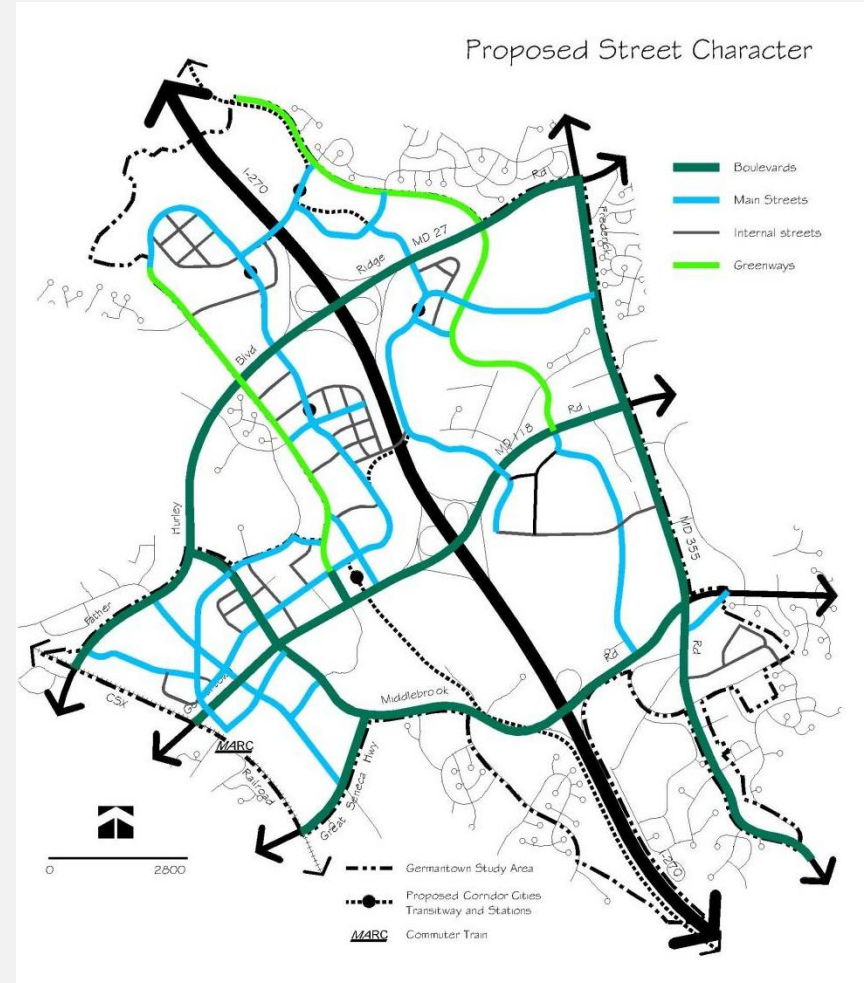 Proposed Street Character
Boulevards
Main Streets
Internal streets
Greenways
I-270
Rd
Frederick
MD 27
Ridge
Blvd
Rd
MD 118
Hurley
MD 355
Father
Rd
Rd
CSX
Middlebrook
MARC
Railroad
Great Seneca Hwy
I-270
0 2800
Germantown Study Area
Proposed Corridor Cities
Transitway and Stations
MARC Commuter Train